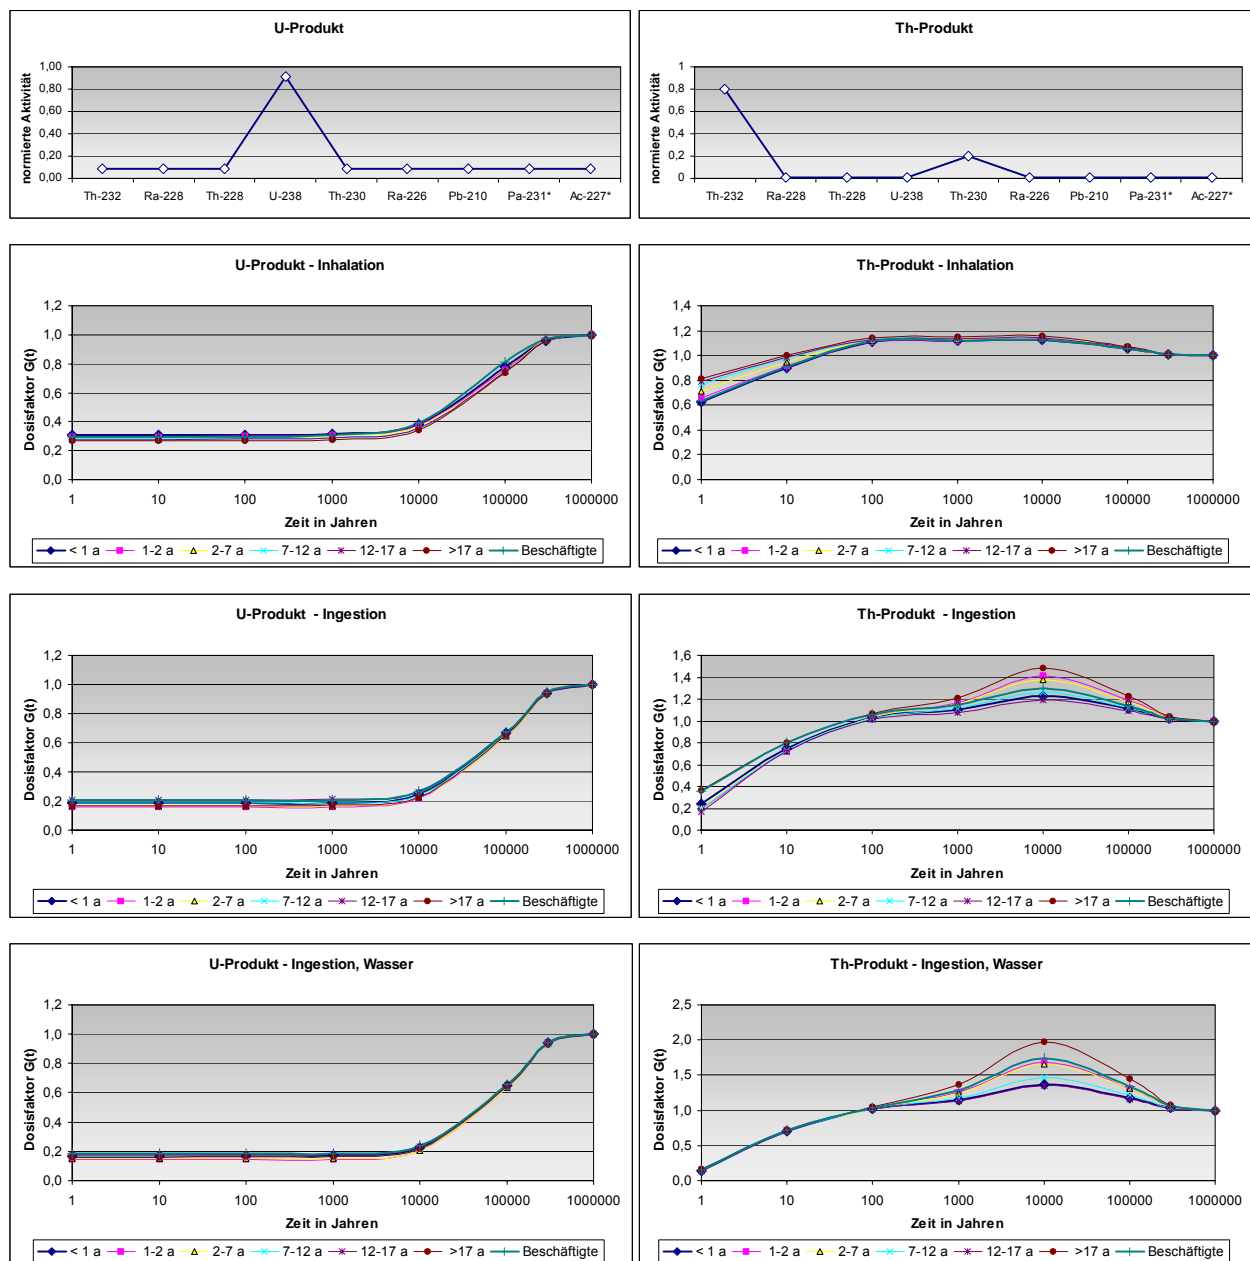 U-Produkt
normierte Aktivität
1,00
0,80
0,60
0,40
0,20
0,00
Th-232 Ra-228 Th-228 U-238 Th-230 Ra-226 Pb-210 Pa-231* Ac-227*
Th-Produkt
normierte Aktivität
1
0,8
0,6
0,4
0,2
0
Th-232 Ra-228 Th-228 U-238 Th-230 Ra-226 Pb-210 Pa-231* Ac-227*
U-Produkt - Inhalation
Dosisfaktor G(t)
1,2
1,0
0,8
0,6
0,4
0,2
0,0
1 10 100 1000 10000 100000 1000000
Zeit in Jahren
< 1 a 1-2 a 2-7 a 7-12 a 12-17 a >17 a Beschäftigte
Th-Produkt - Inhalation
Dosisfaktor G(t)
1,4
1,2
1,0
0,8
0,6
0,4
0,2
0,0
1 10 100 1000 10000 100000 1000000
Zeit in Jahren
< 1 a 1-2 a 2-7 a 7-12 a 12-17 a >17 a Beschäftigte
U-Produkt - Ingestion
Dosisfaktor G(t)
1,2
1,0
0,8
0,6
0,4
0,2
0,0
1 10 100 1000 10000 100000 1000000
Zeit in Jahren
< 1 a 1-2 a 2-7 a 7-12 a 12-17 a >17 a Beschäftigte
Th-Produkt - Ingestion
Dosisfaktor G(t)
1,6
1,4
1,2
1,0
0,8
0,6
0,4
0,2
0,0
1 10 100 1000 10000 100000 1000000
Zeit in Jahren
< 1 a 1-2 a 2-7 a 7-12 a 12-17 a >17 a Beschäftigte
U-Produkt - Ingestion, Wasser
Dosisfaktor G(t)
1,2
1,0
0,8
0,6
0,4
0,2
0,0
1 10 100 1000 10000 100000 1000000
Zeit in Jahren
< 1 a 1-2 a 2-7 a 7-12 a 12-17 a >17 a Beschäftigte
Th-Produkt - Ingestion, Wasser
Dosisfaktor G(t)
2,5
2,0
1,5
1,0
0,5
0,0
1 10 100 1000 10000 100000 1000000
Zeit in Jahren
< 1 a 1-2 a 2-7 a 7-12 a 12-17 a >17 a Beschäftigte